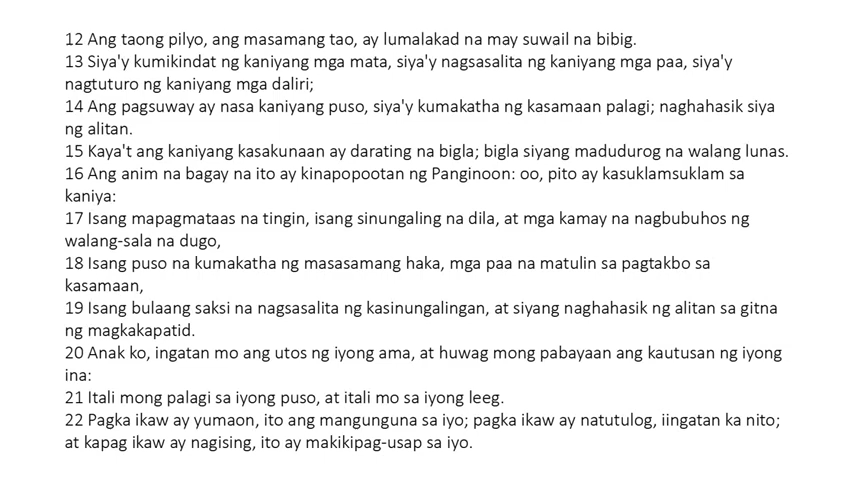 12 Ang taong pilyo, ang masamang tao, ay lumalakad na may suwail na bibig.
13 Siya'y kumikindat ng kaniyang mga mata, siya'y nagsasalita ng kaniyang mga paa, siya'y
nagtuturo ng kaniyang mga daliri;
14 Ang pagsuway ay nasa kaniyang puso, siya'y kumakatha ng kasamaan palagi; naghahasik siya
ng alitan.
15 Kaya't ang kaniyang kasakunaan ay darating na bigla; bigla siyang madudurog na walang lunas.
16 Ang anim na bagay na ito ay kinapopootan ng Panginoon: oo, pito ay kasuklamsuklam sa
kaniya:
17 Isang mapagmataas na tingin, isang sinungaling na dila, at mga kamay na nagbubuhos ng
walang-sala na dugo,
18 Isang puso na kumakatha ng masasamang haka, mga paa na matulin sa pagtakbo sa
kasamaan,
19 Isang bulaang saksi na nagsasalita ng kasinungalingan, at siyang naghahasik ng alitan sa gitna
ng magkakapatid.
20 Anak ko, ingatan mo ang utos ng iyong ama, at huwag mong pabayaan ang kautusan ng iyong
ina:
21 Itali mong palagi sa iyong puso, at itali mo sa iyong leeg.
22 Pagka ikaw ay yumaon, ito ang mangunguna sa iyo; pagka ikaw ay natutulog, iingatan ka nito;
at kapag ikaw ay nagising, ito ay makikipag-usap sa iyo.